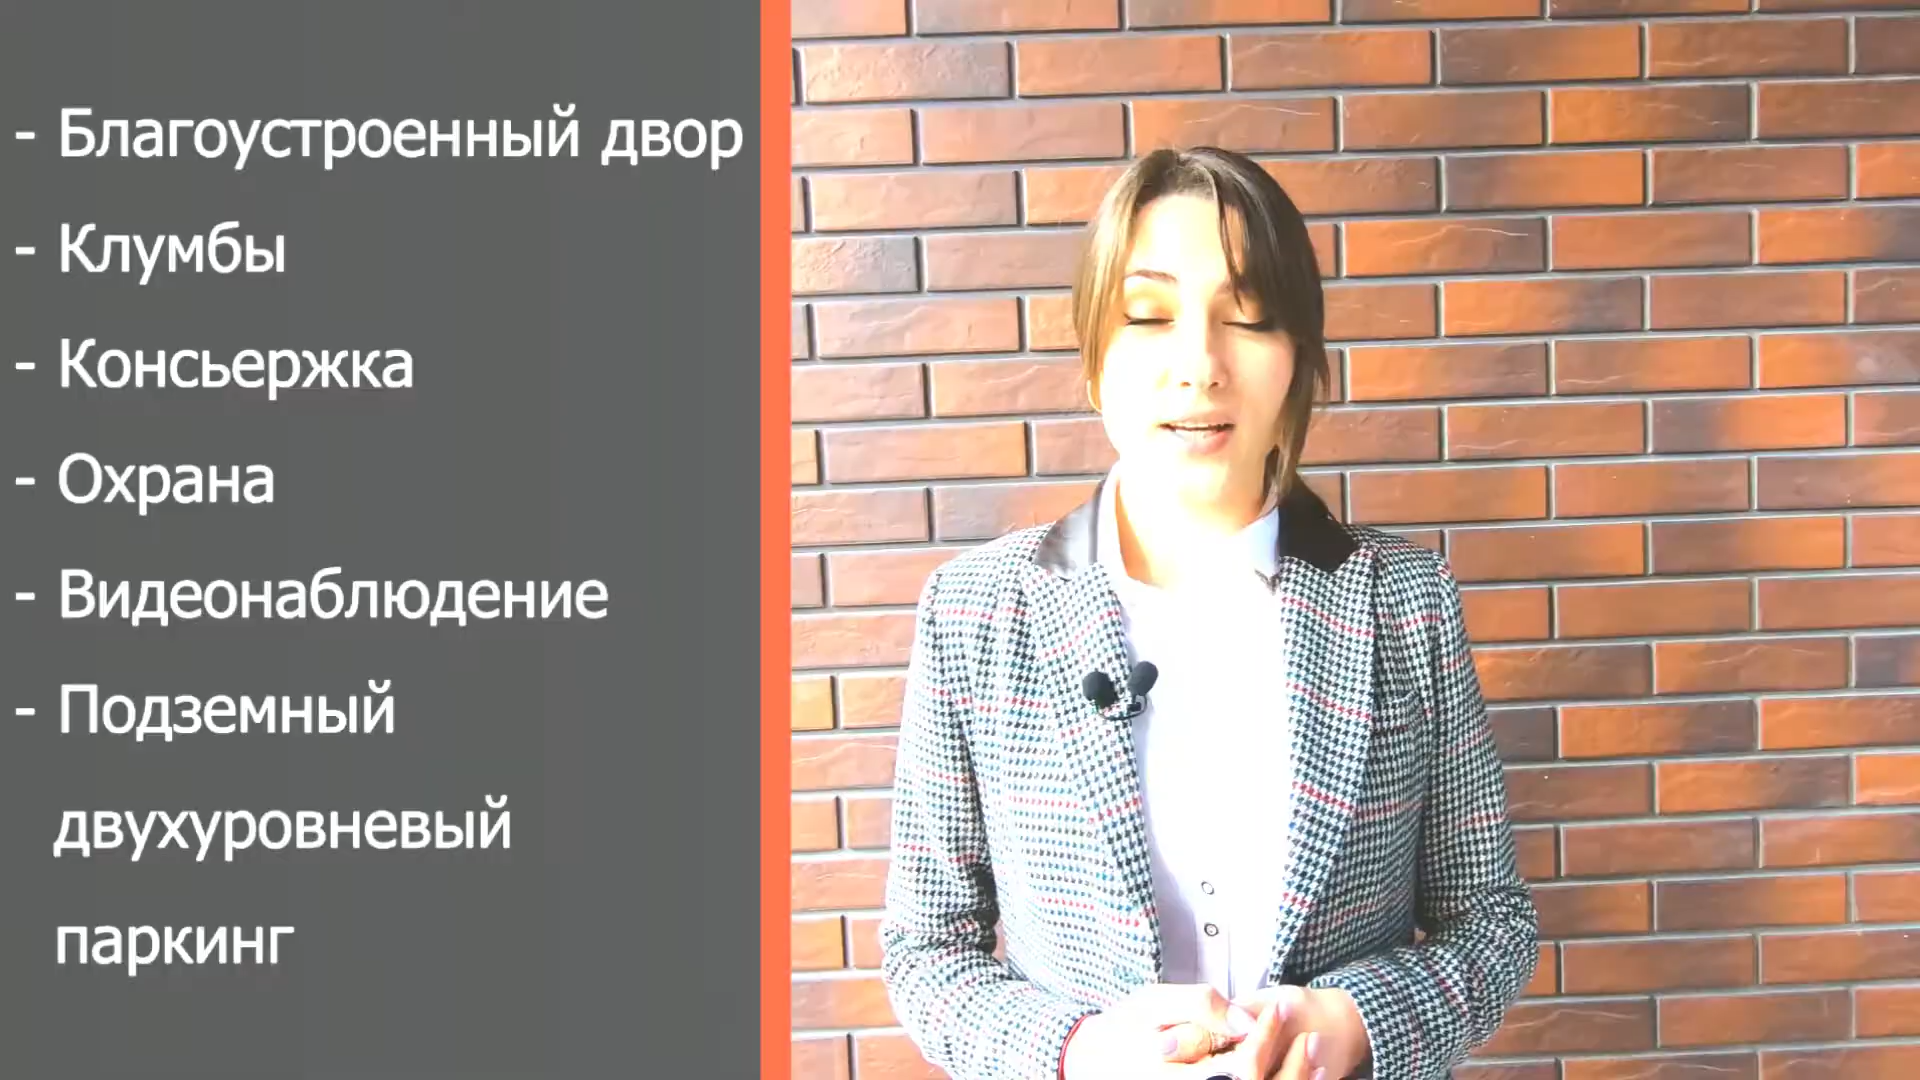 - Благоустроенный двор
- Клумбы
- Консьержка
- Охрана
- Видеонаблюдение
- Подземный
двухуровневый
паркинг